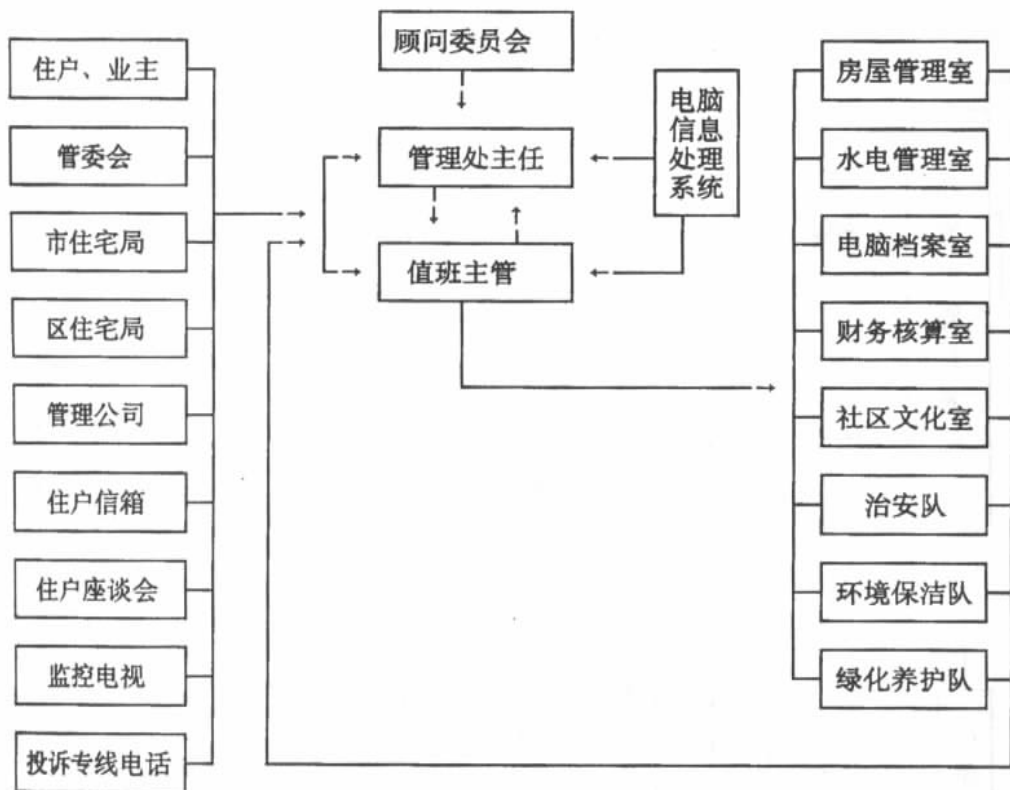 顾问委员会
住户、业主
管委会
市住宅局
区住宅局
管理公司
住户信箱
住户座谈会
监控电视
投诉专线电话
管理处主任
值班主管
电脑
信息
处理
系统
房屋管理室
水电管理室
电脑档案室
财务核算室
社区文化室
治安队
环境保洁队
绿化养护队